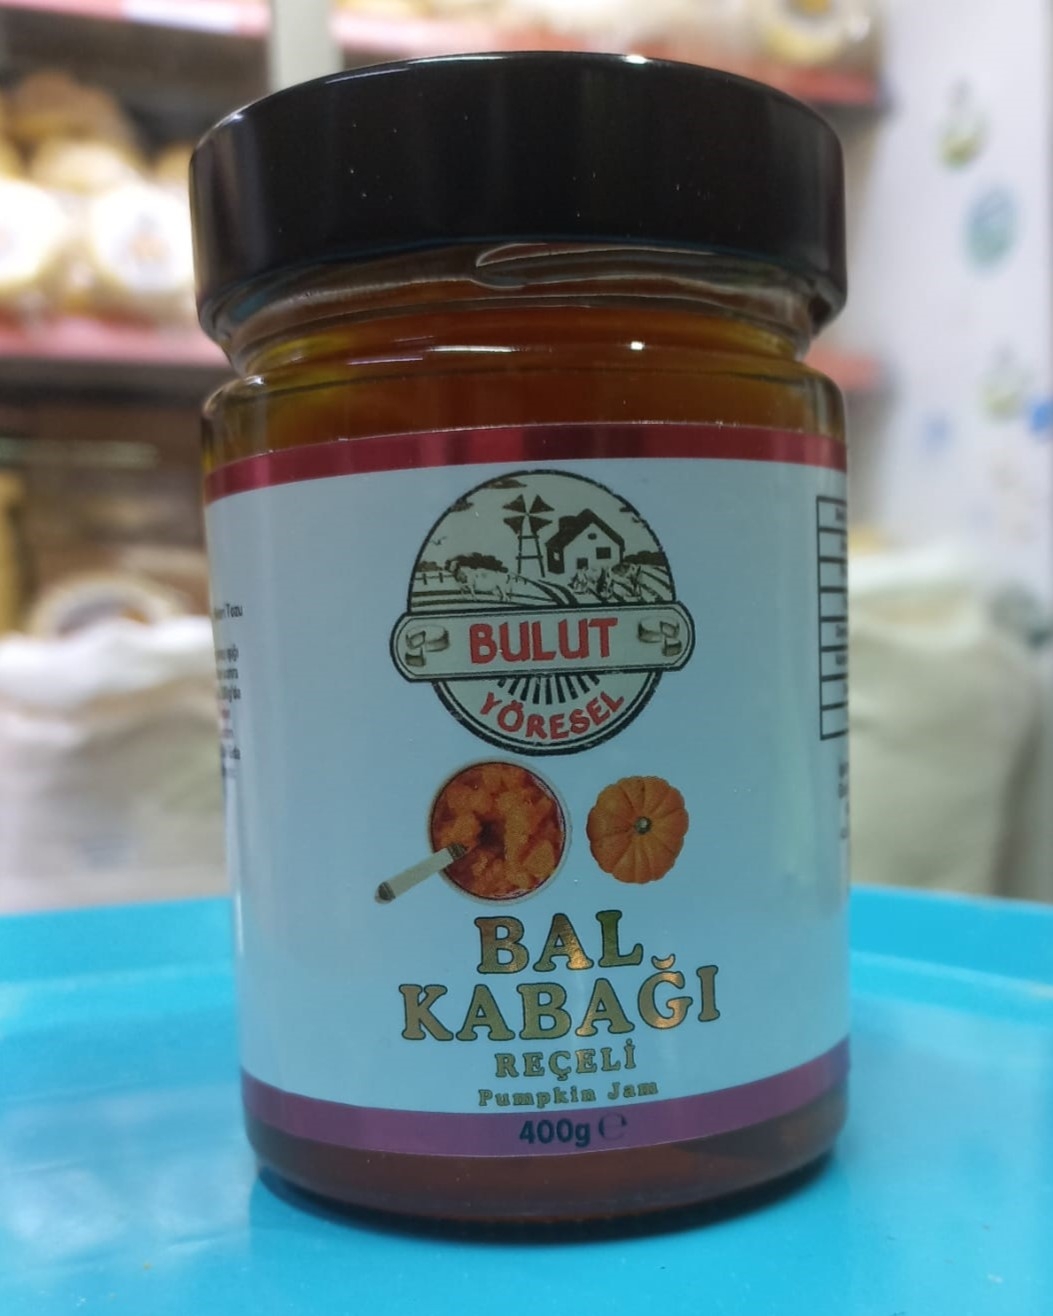 BULUT
YÖRESEL
BAL
KABAĞI
REÇELİ
Pumpkin Jam
400g ℮